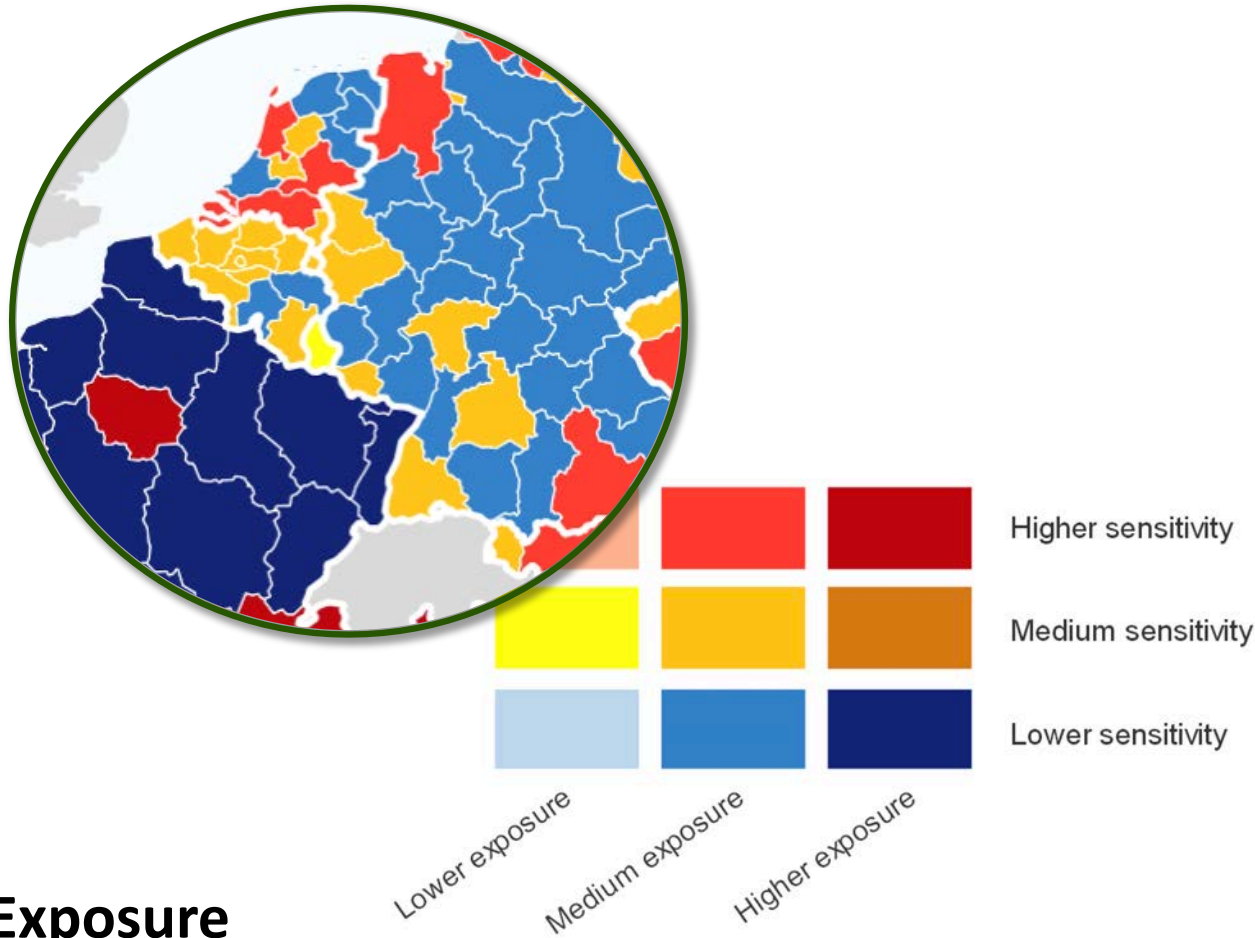 Higher sensitivity
Medium sensitivity
Lower sensitivity
Lower exposure
Medium exposure
Higher exposure
Exposure